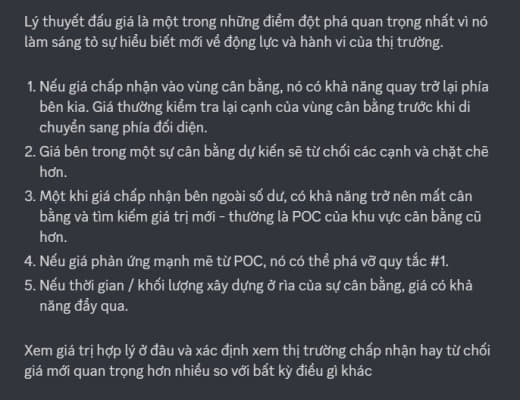 Lý thuyết đấu giá là một trong những điểm đột phá quan trọng nhất vì nó
làm sáng tỏ sự hiểu biết mới về động lực và hành vi của thị trường.
1. Nếu giá chấp nhận vào vùng cân bằng, nó có khả năng quay trở lại phía
bên kia. Giá thường kiểm tra lại cạnh của vùng cân bằng trước khi di
chuyển sang phía đối diện.
2. Giá bên trong một sự cân bằng dự kiến sẽ từ chối các cạnh và chặt chẽ
hơn.
3. Một khi giá chấp nhận bên ngoài số dư, có khả năng trở nên mất cân
bằng và tìm kiếm giá trị mới - thường là POC của khu vực cân bằng cũ
hơn.
4. Nếu giá phản ứng mạnh mẽ từ POC, nó có thể phá vỡ quy tắc #1.
5. Nếu thời gian / khối lượng xây dựng ở rìa của sự cân bằng, giá có khả
năng đẩy qua.
Xem giá trị hợp lý ở đâu và xác định xem thị trường chấp nhận hay từ chối
giá mới quan trọng hơn nhiều so với bất kỳ điều gì khác